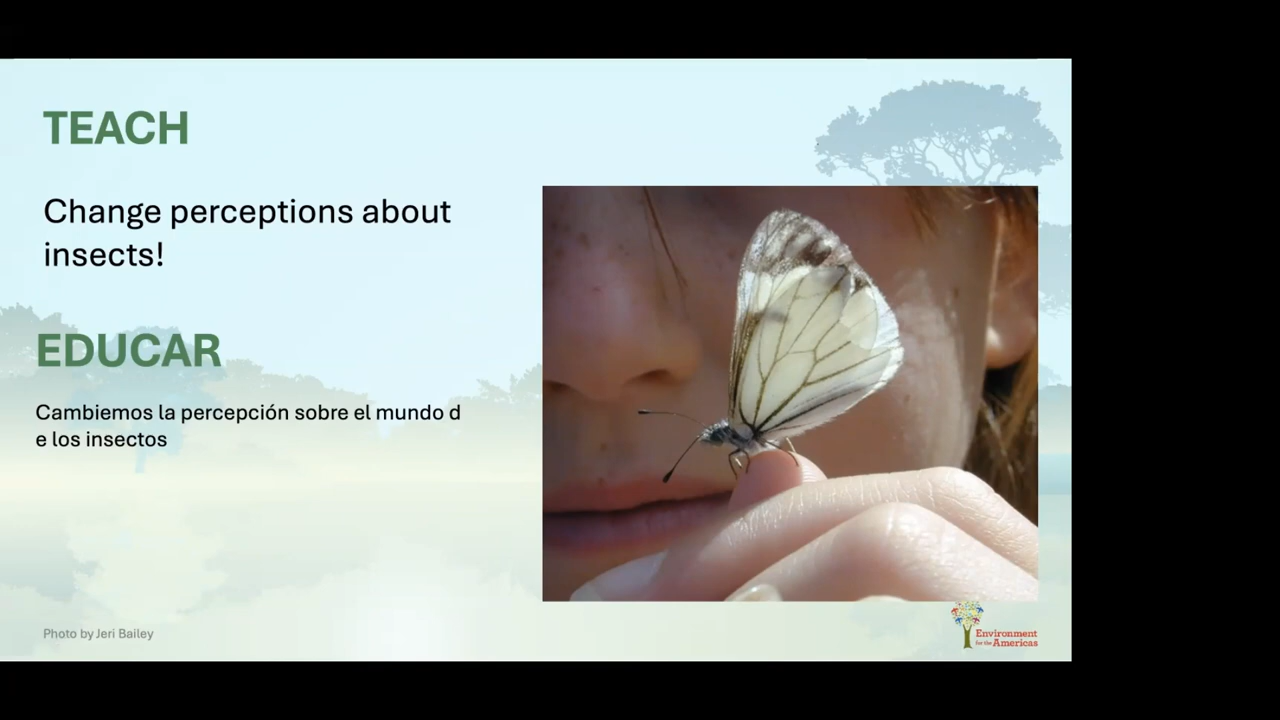 TEACH
Change perceptions about
insects!
EDUCAR
Cambiemos la percepción sobre el mundo d
e los insectos
Photo by Jeri Bailey
Environment
for the Americas